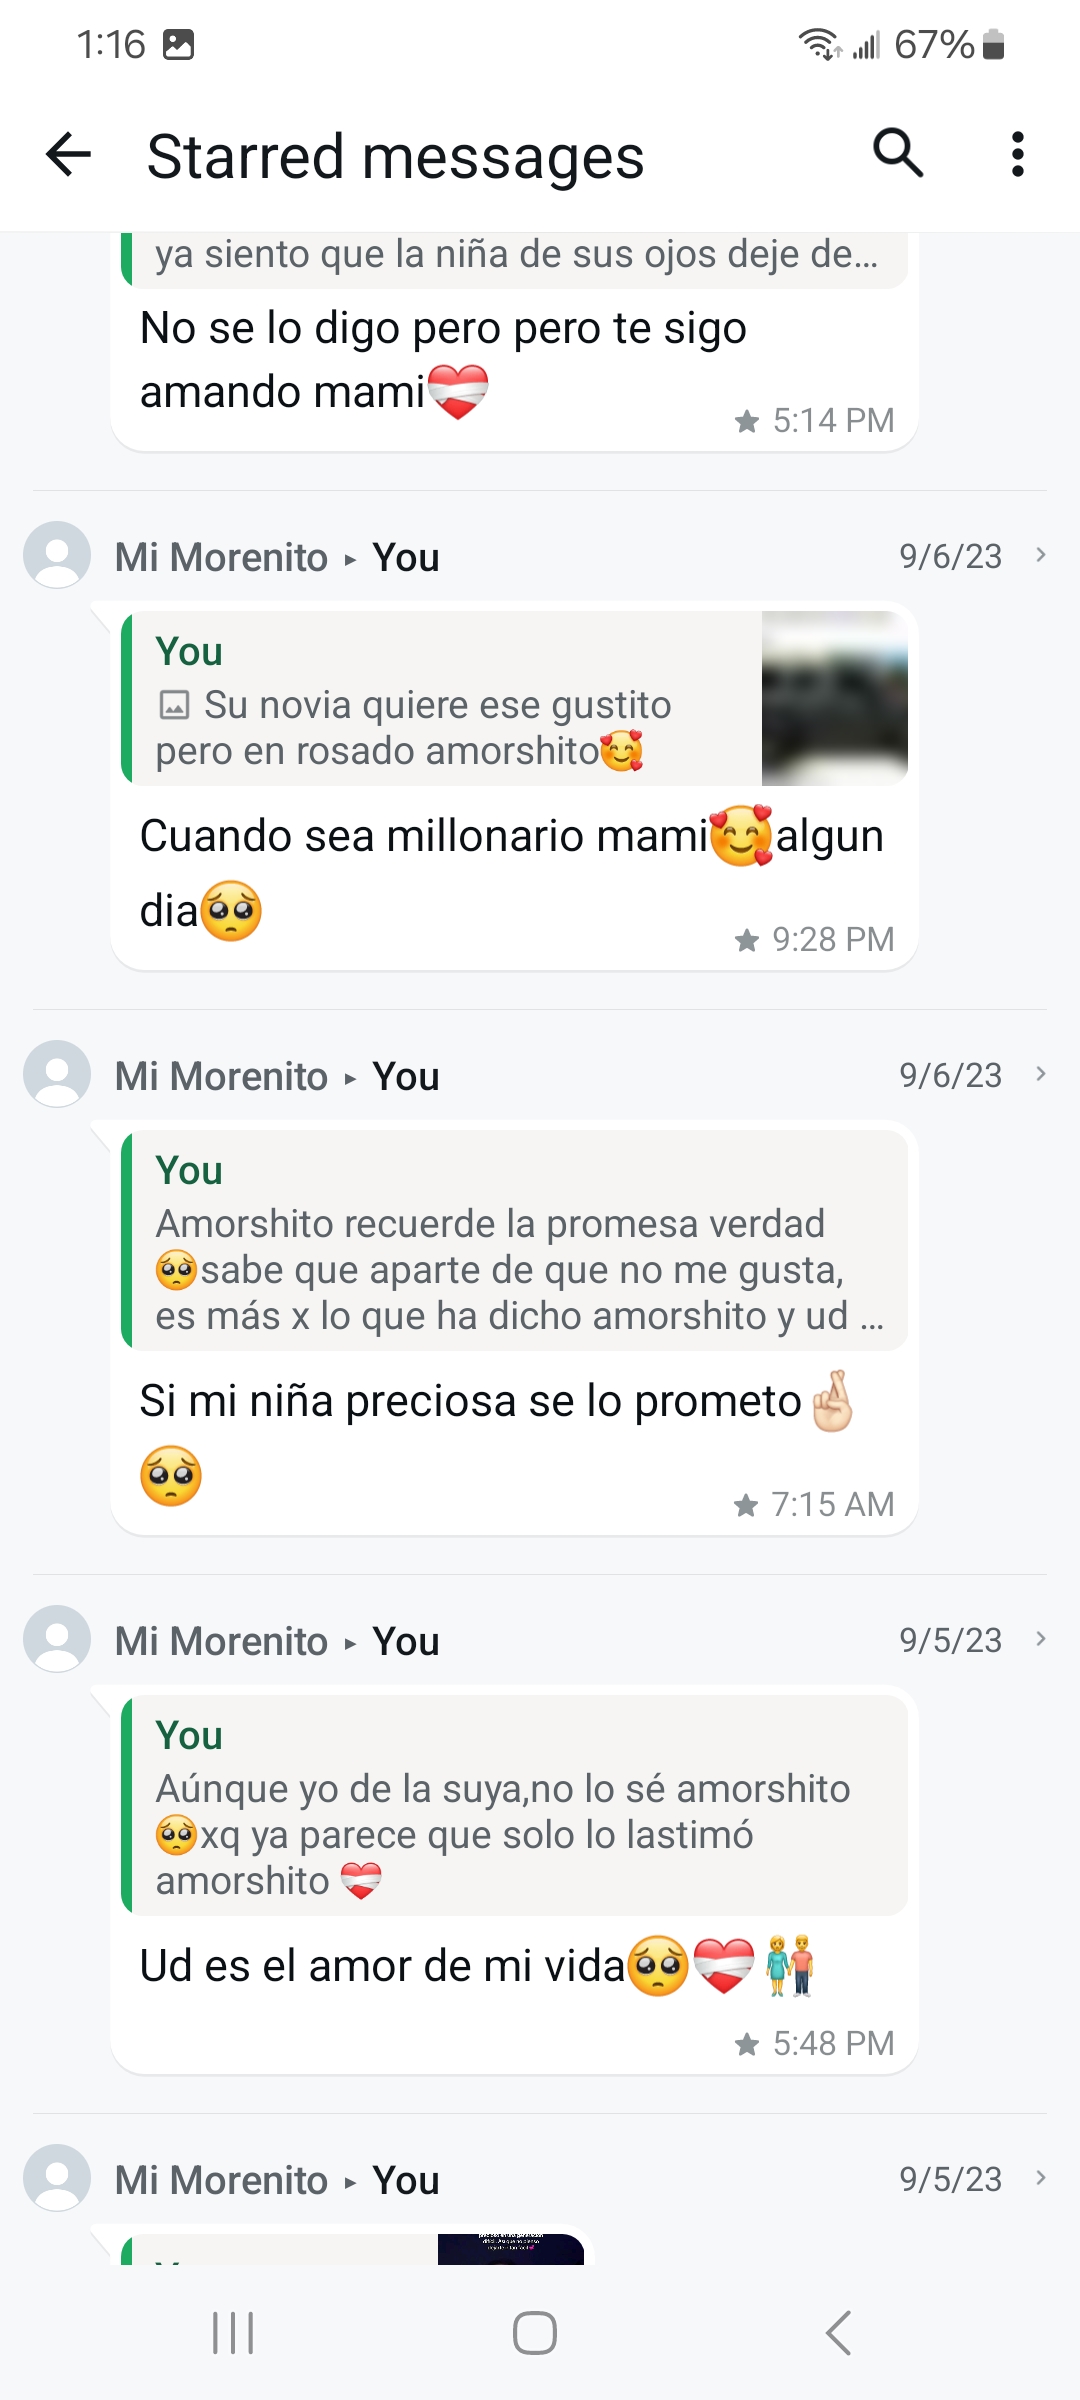 1:16
67%
Starred messages
ya siento que la niña de sus ojos deje de...
No se lo digo pero pero te sigo
amando mami❤️‍🩹
★ 5:14 PM
Mi Morenito ▸ You 9/6/23
You
Su novia quiere ese gustito
pero en rosado amorshito🥰
Cuando sea millonario mami🥰algun
dia🥺
★ 9:28 PM
Mi Morenito ▸ You 9/6/23
You
Amorshito recuerde la promesa verdad
🥺sabe que aparte de que no me gusta,
es más x lo que ha dicho amorshito y ud ...
Si mi niña preciosa se lo prometo🤞🏻
🥺
★ 7:15 AM
Mi Morenito ▸ You 9/5/23
You
Aúnque yo de la suya,no lo sé amorshito
🥺xq ya parece que solo lo lastimó
amorshito ❤️‍🩹
Ud es el amor de mi vida🥺❤️‍🩹👫
★ 5:48 PM
Mi Morenito ▸ You 9/5/23